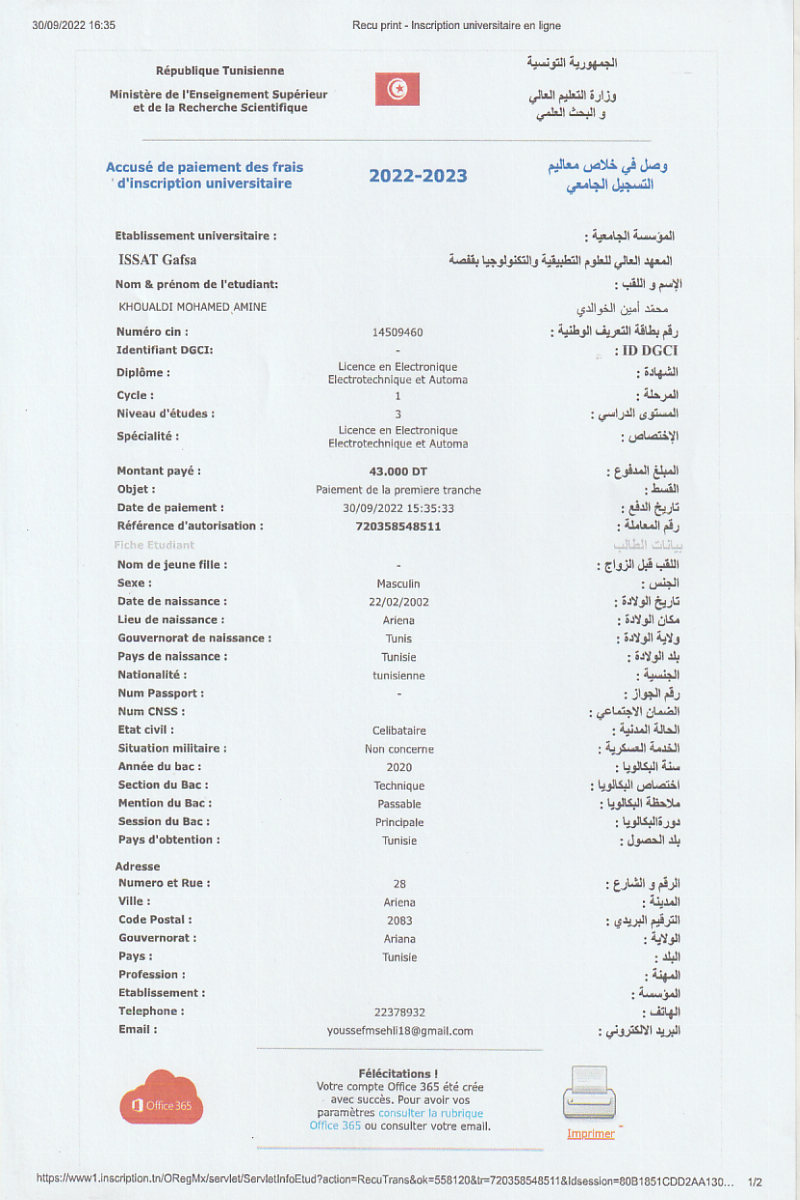 30/09/2022 16:35
Recu print - Inscription universitaire en ligne
République Tunisienne
الجمهورية التونسية
Ministère de l'Enseignement Supérieur
et de la Recherche Scientifique
وزارة التعليم العالي
و البحث العلمي
Accusé de paiement des frais
d'inscription universitaire
2022-2023
وصل في خلاص معاليم
التسجيل الجامعي
Etablissement universitaire : المؤسسة الجامعية :
ISSAT Gafsa المعهد العالي للعلوم التطبيقية والتكنولوجيا بقفصة
Nom & prénom de l'etudiant: الإسم و اللقب :
KHOUALDI MOHAMED AMINE محمّد أمين الخوالدي
Numéro cin : 14509460 رقم بطاقة التعريف الوطنية :
Identifiant DGCI: - ID DGCI :
Diplôme : Licence en Electronique
Electrotechnique et Automa الشهادة :
Cycle : 1 المرحلة :
Niveau d'études : 3 المستوى الدراسي :
Spécialité : Licence en Electronique
Electrotechnique et Automa الإختصاص :
Montant payé : 43.000 DT المبلغ المدفوع :
Objet : Paiement de la premiere tranche القسط :
Date de paiement : 30/09/2022 15:35:33 تاريخ الدفع :
Référence d'autorisation : 720358548511 رقم المعاملة :
Fiche Etudiant بيانات الطالب
Nom de jeune fille : - اللقب قبل الزواج :
Sexe : Masculin الجنس :
Date de naissance : 22/02/2002 تاريخ الولادة :
Lieu de naissance : Ariena مكان الولادة :
Gouvernorat de naissance : Tunis ولاية الولادة :
Pays de naissance : Tunisie بلد الولادة :
Nationalité : tunisienne الجنسية :
Num Passport : - رقم الجواز :
Num CNSS : الضمان الاجتماعي :
Etat civil : Celibataire الحالة المدنية :
Situation militaire : Non concerne الخدمة العسكرية :
Année du bac : 2020 سنة البكالويا :
Section du Bac : Technique اختصاص البكالويا :
Mention du Bac : Passable ملاحظة البكالويا :
Session du Bac : Principale دورةالبكالويا :
Pays d'obtention : Tunisie بلد الحصول :
Adresse
Numero et Rue : 28 الرقم و الشارع :
Ville : Ariena المدينة :
Code Postal : 2083 الترقيم البريدي :
Gouvernorat : Ariana الولاية :
Pays : Tunisie البلد :
Profession : المهنة :
Etablissement : المؤسسة :
Telephone : 22378932 الهاتف :
Email : youssefmsehli18@gmail.com البريد الالكتروني :
Félécitations !
Votre compte Office 365 été crée
avec succès. Pour avoir vos
paramètres consulter la rubrique
Office 365 ou consulter votre email.
Office 365
Imprimer
https://www1.inscription.tn/ORegMx/servlet/ServletInfoEtud?action=RecuTrans&ok=558120&tr=720358548511&Idsession=80B1851CDD2AA130... 1/2